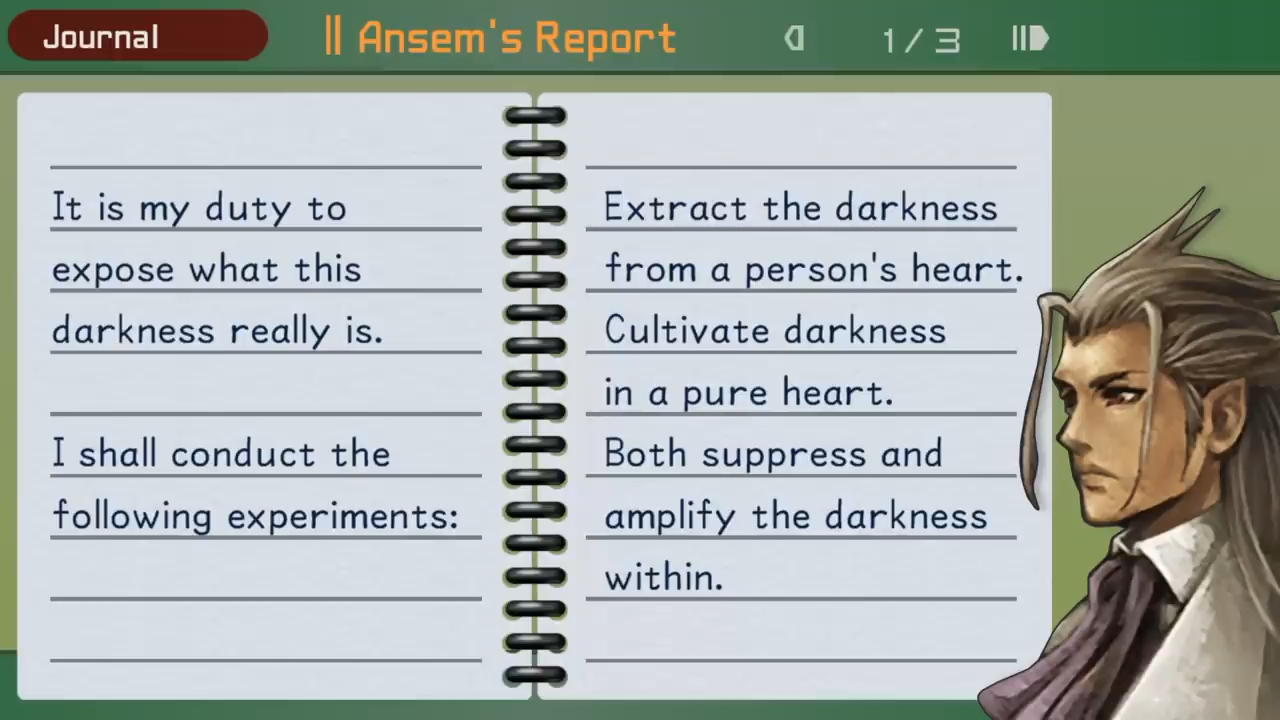 Journal
Ansem's Report
1/3
It is my duty to
expose what this
darkness really is.
I shall conduct the
following experiments:
Extract the darkness
from a person's heart.
Cultivate darkness
in a pure heart.
Both suppress and
amplify the darkness
within.